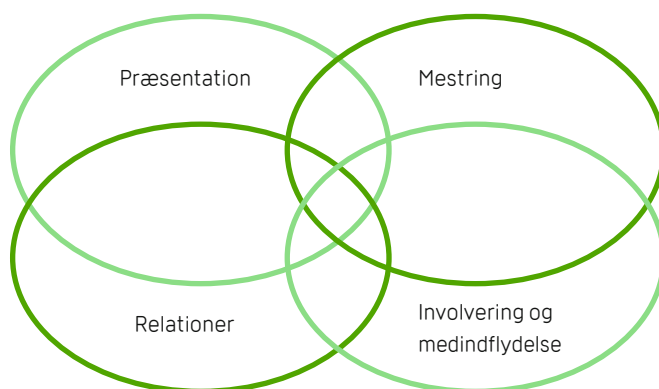 Præsentation
Mestring
Relationer
Involvering og
medindflydelse